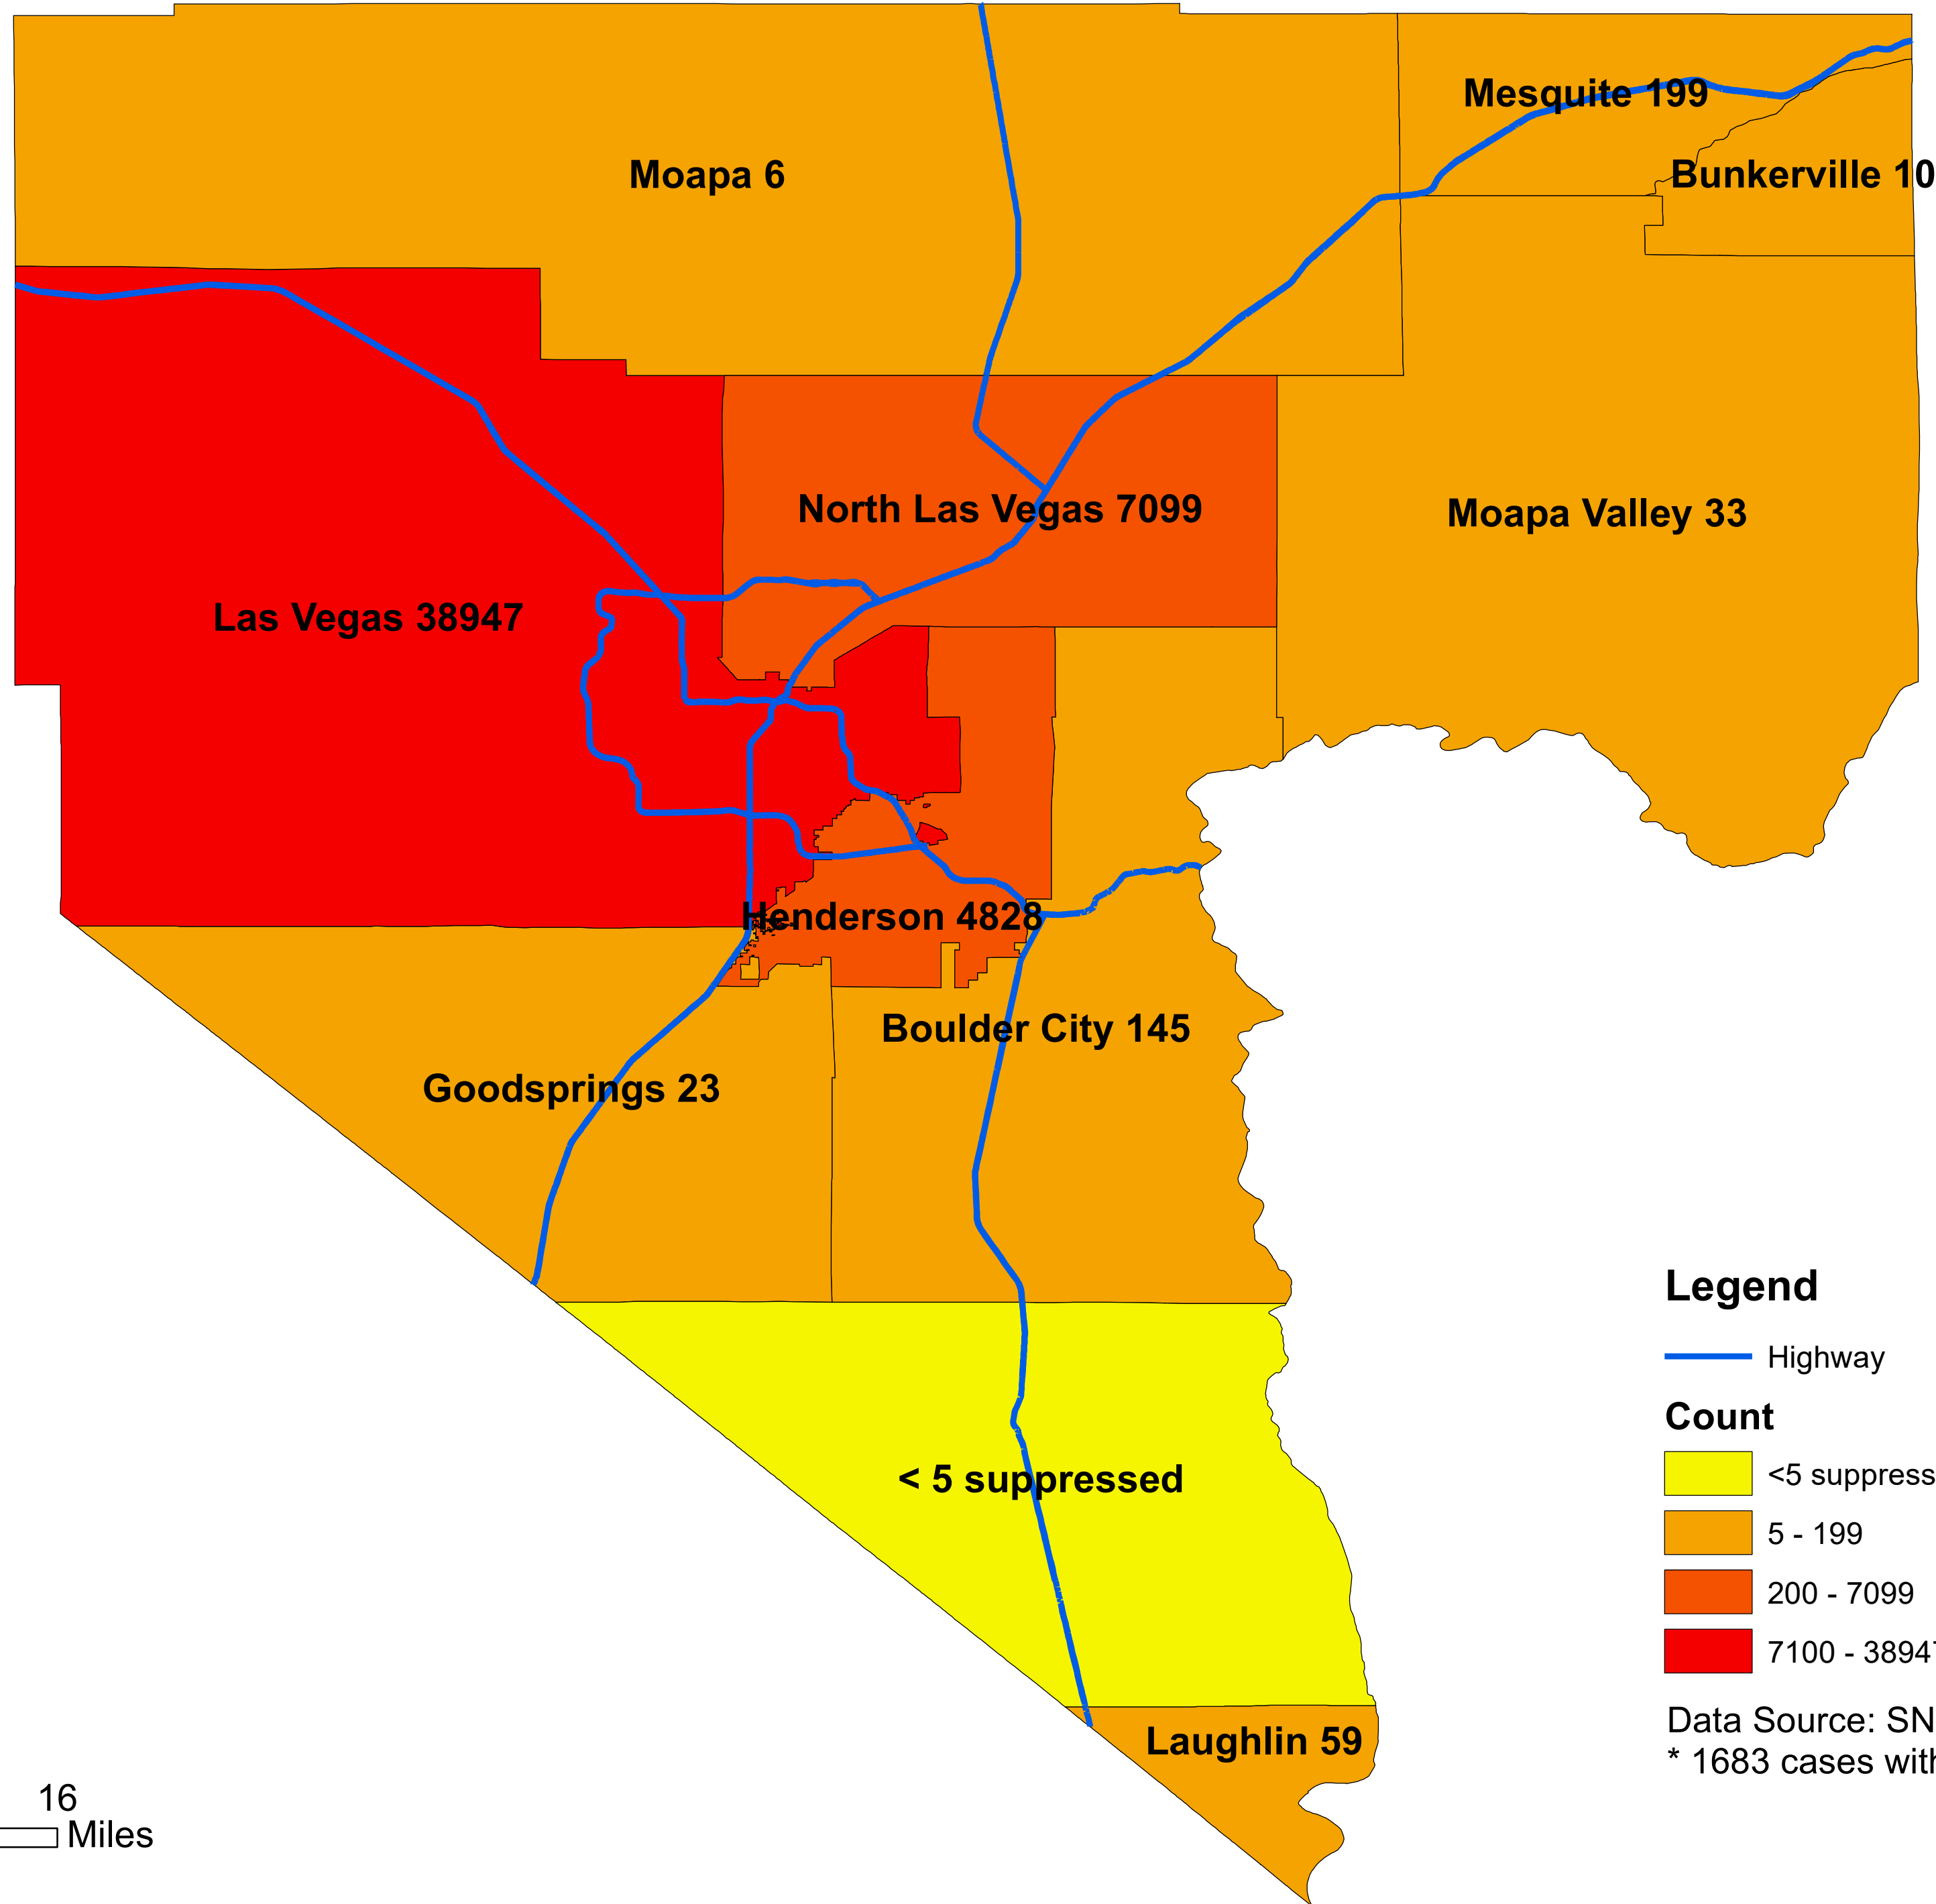 Mesquite 199
Moapa 6
Bunkerville 10
North Las Vegas 7099
Moapa Valley 33
Las Vegas 38947
Henderson 4828
Boulder City 145
Goodsprings 23
< 5 suppressed
Laughlin 59
Legend
Highway
Count
<5 suppress
5 - 199
200 - 7099
7100 - 38947
Data Source: SN
* 1683 cases with
16
Miles